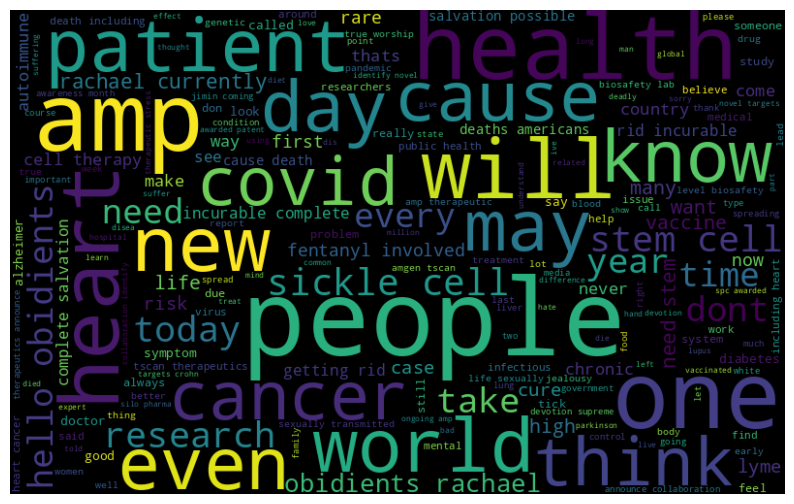 death including
effect
genetic
called
love
around
salvation possible
true worship
point
please
someone
drug
suffering
thought
rare
thats
pandemic
identify novel
global
man
long
patient
health
autoimmune
rachael currently
researchers
diet
come
study
awareness month
jimin coming
don
look
believe
biosafety lab
deadly
sorry
novel targets
amp
day
cause
give
country
thank
crohn
course
condition
awarded patent
really
state
deaths americans
rid incurable
medical
lead
way
first
cell therapy
see
cause death
public health
many
level biosafety
part
covid
will
know
true
week
important
make
suffer
amp therapeutic
say
issue
call
type
blood
show
spreading
need
incurable complete
every
may
help
want
vaccine
heart
hello obidients
new
report
problem
million
treatment
lot
stem cell
now
alzheimer
hospital
learn
fentanyl involved
life
year
time
complete salvation
sickle cell
amgen tscan
media
difference
never
spc awarded
risk
due
spread
mind
common
last
liver
hate
hand
devotion
work
much
including heart
therapeutics announce
today
virus
treat
two
die
right
system
need stem
symptom
people
food
lupus
diabetes
tscan therapeutics
getting rid
case
infectious
chronic
vaccinated
white
always
lung
left
died
targets crohn
better
cancer
take
life sexually
jealousy
government
cure
tick
one
expert
silo pharma
thing
still
devotion supreme
parkinson
body
let
doctor
sexually transmitted
ongoing amp
bad
high
control
live
going
find
heart cancer
told
said
research
world
mental
think
early
women
good
family
lyme
well
even
obidients rachael
announce collaboration
feel